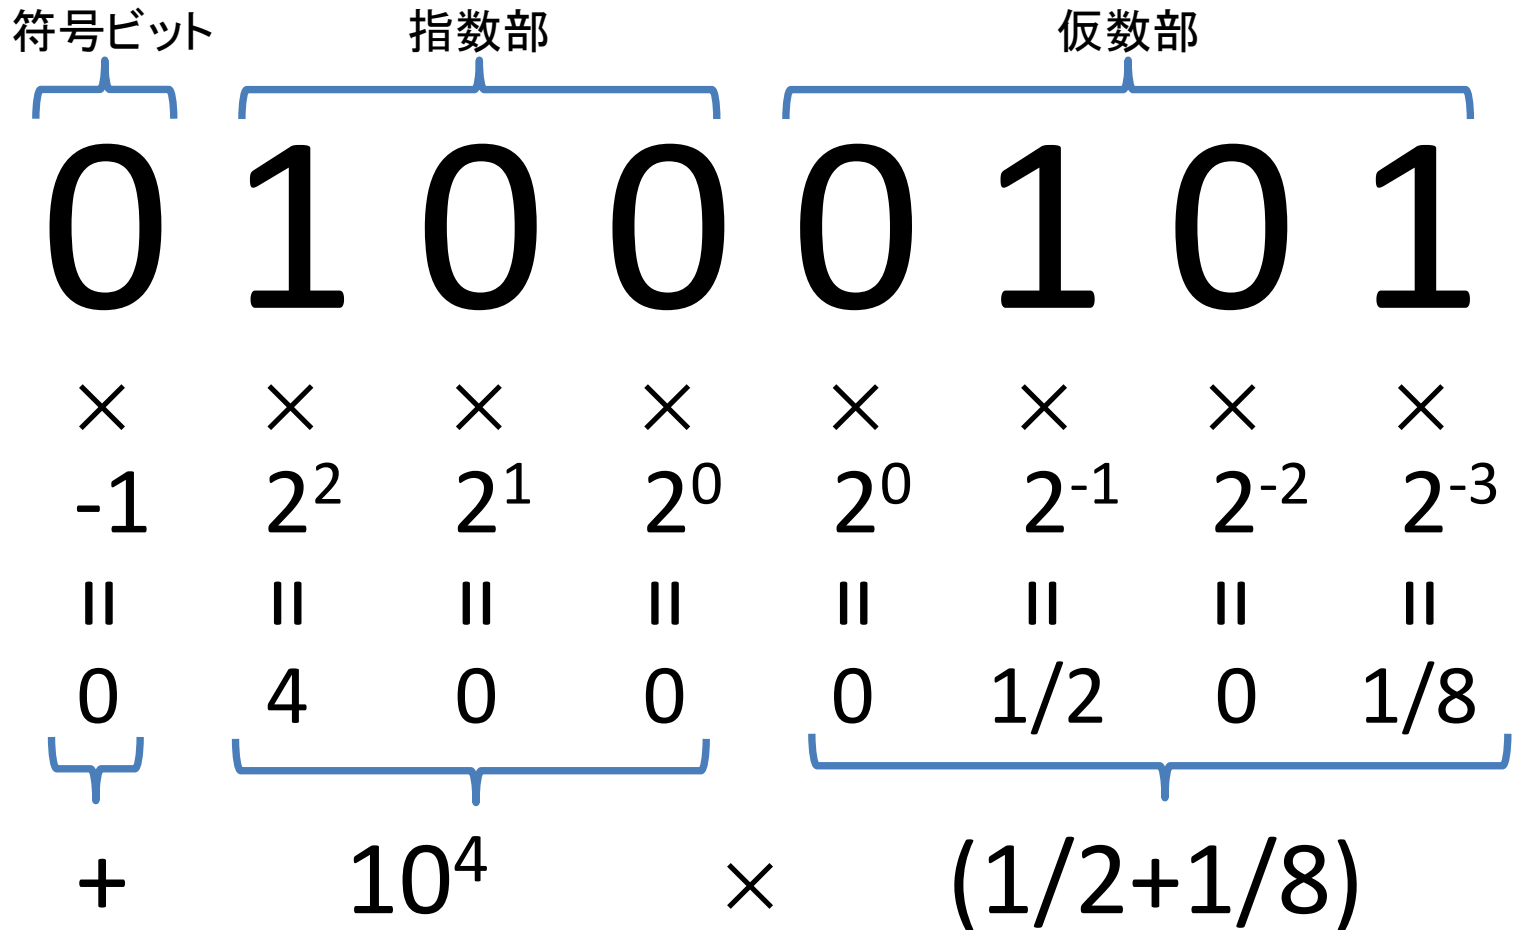 符号ビット 指数部 仮数部
0 1 0 0 0 1 0 1
× × × × × × × ×
-1 2² 2¹ 2⁰ 2⁰ 2⁻¹ 2⁻² 2⁻³
= = = = = = = =
0 4 0 0 0 1/2 0 1/8
+ 10⁴ × (1/2+1/8)